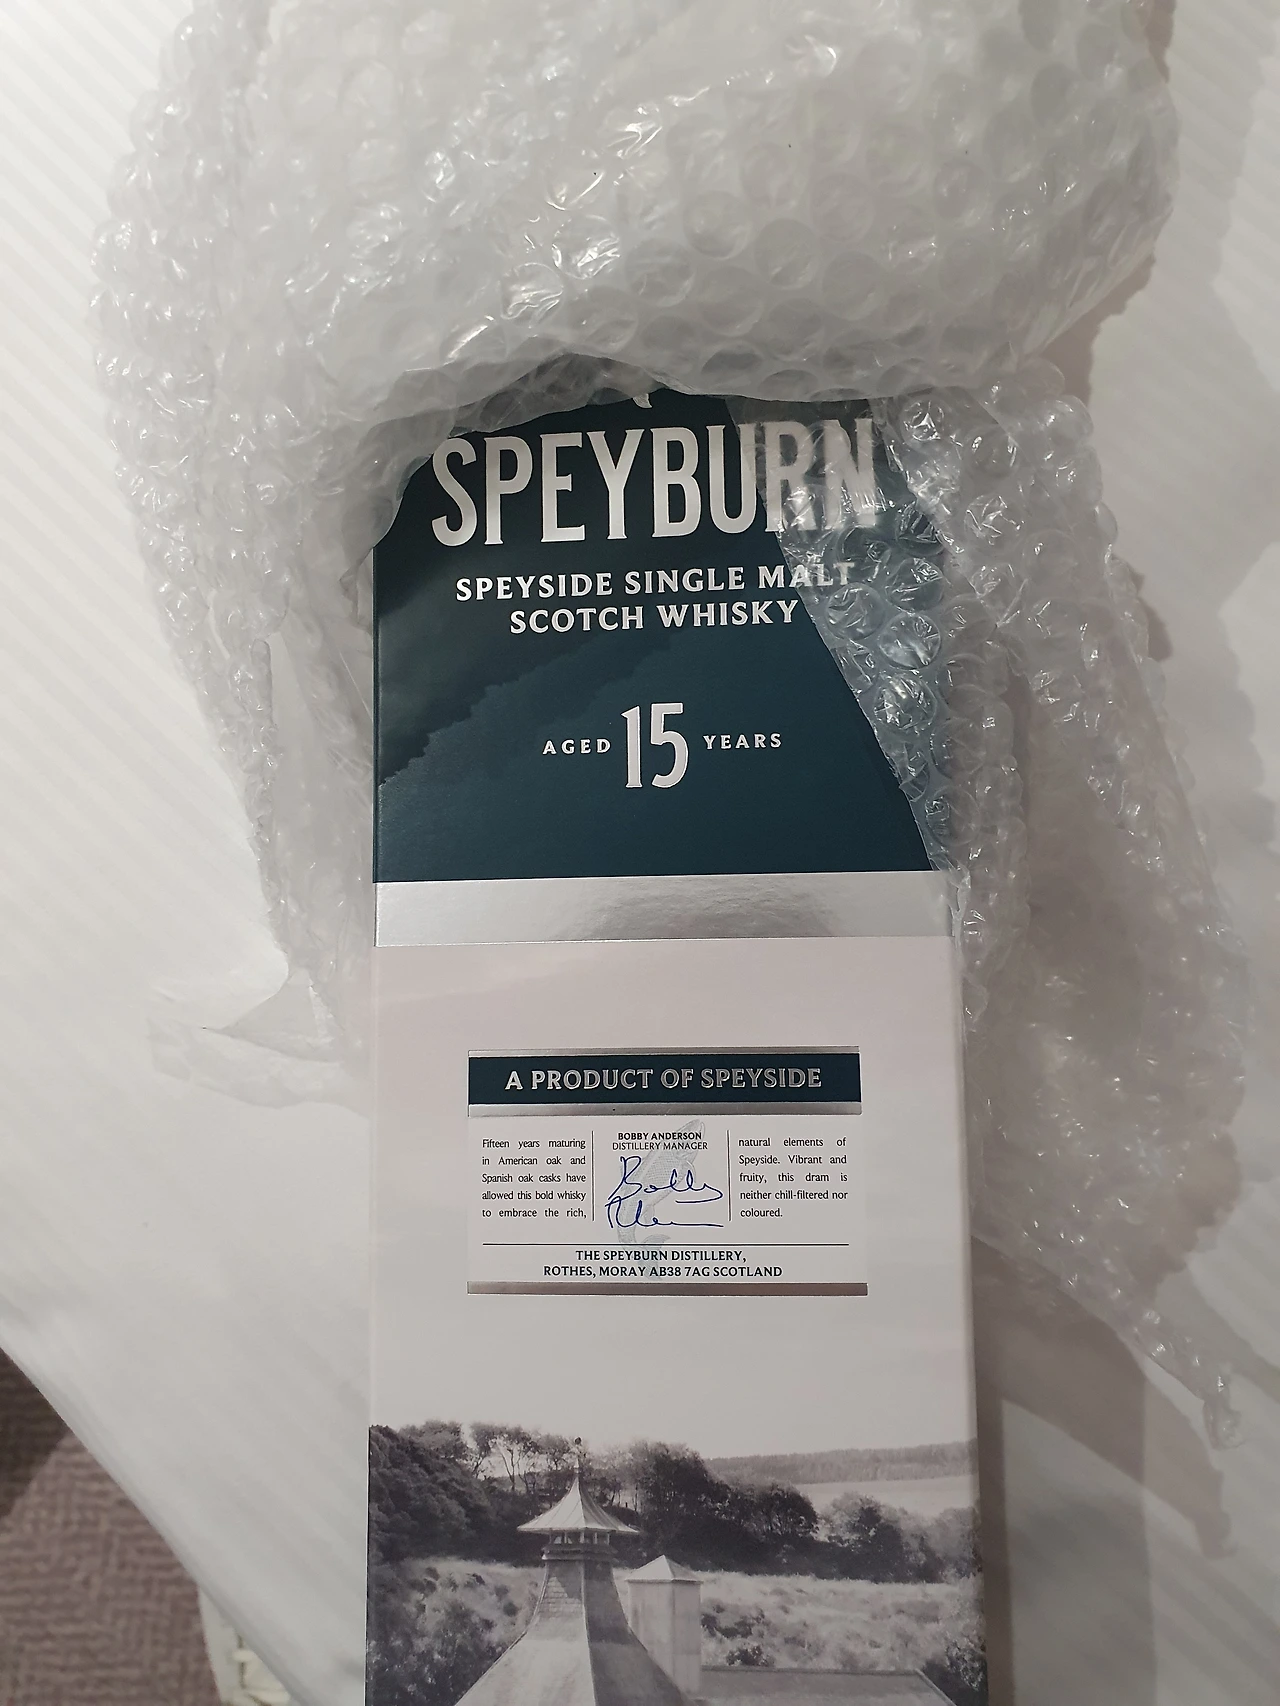 SPEYBURN
SPEYSIDE SINGLE MALT
SCOTCH WHISKY
AGED 15 YEARS
A PRODUCT OF SPEYSIDE
Fifteen years maturing
in American oak and
Spanish oak casks have
allowed this bold whisky
to embrace the rich,
BOBBY ANDERSON
DISTILLERY MANAGER
Bobby
natural elements of
Speyside. Vibrant and
fruity, this dram is
neither chill-filtered nor
coloured.
THE SPEYBURN DISTILLERY,
ROTHES, MORAY AB38 7AG SCOTLAND